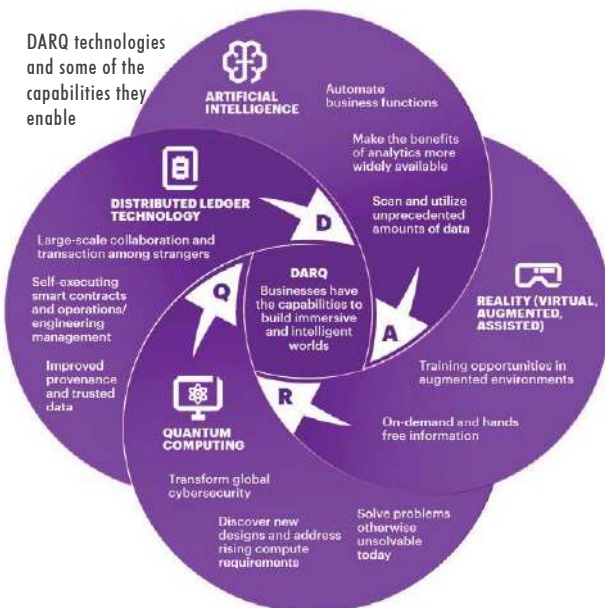 DARQ technologies
and some of the
capabilities they
enable
ARTIFICIAL
INTELLIGENCE
Automate
business functions
Make the benefits
of analytics more
widely available
Scan and utilize
unprecedented
amounts of data
DISTRIBUTED LEDGER
TECHNOLOGY
Large-scale collaboration and
transaction among strangers
Self-executing
smart contracts
and operations/
engineering
management
Improved
provenance
and trusted
data
D
A
R
Q
DARQ
Businesses have
the capabilities to
build immersive
and intelligent
worlds
REALITY (VIRTUAL,
AUGMENTED,
ASSISTED)
Training opportunities in
augmented environments
On-demand and hands
free information
QUANTUM
COMPUTING
Transform global
cybersecurity
Discover new
designs and address
rising compute
requirements
Solve problems
otherwise
unsolvable
today